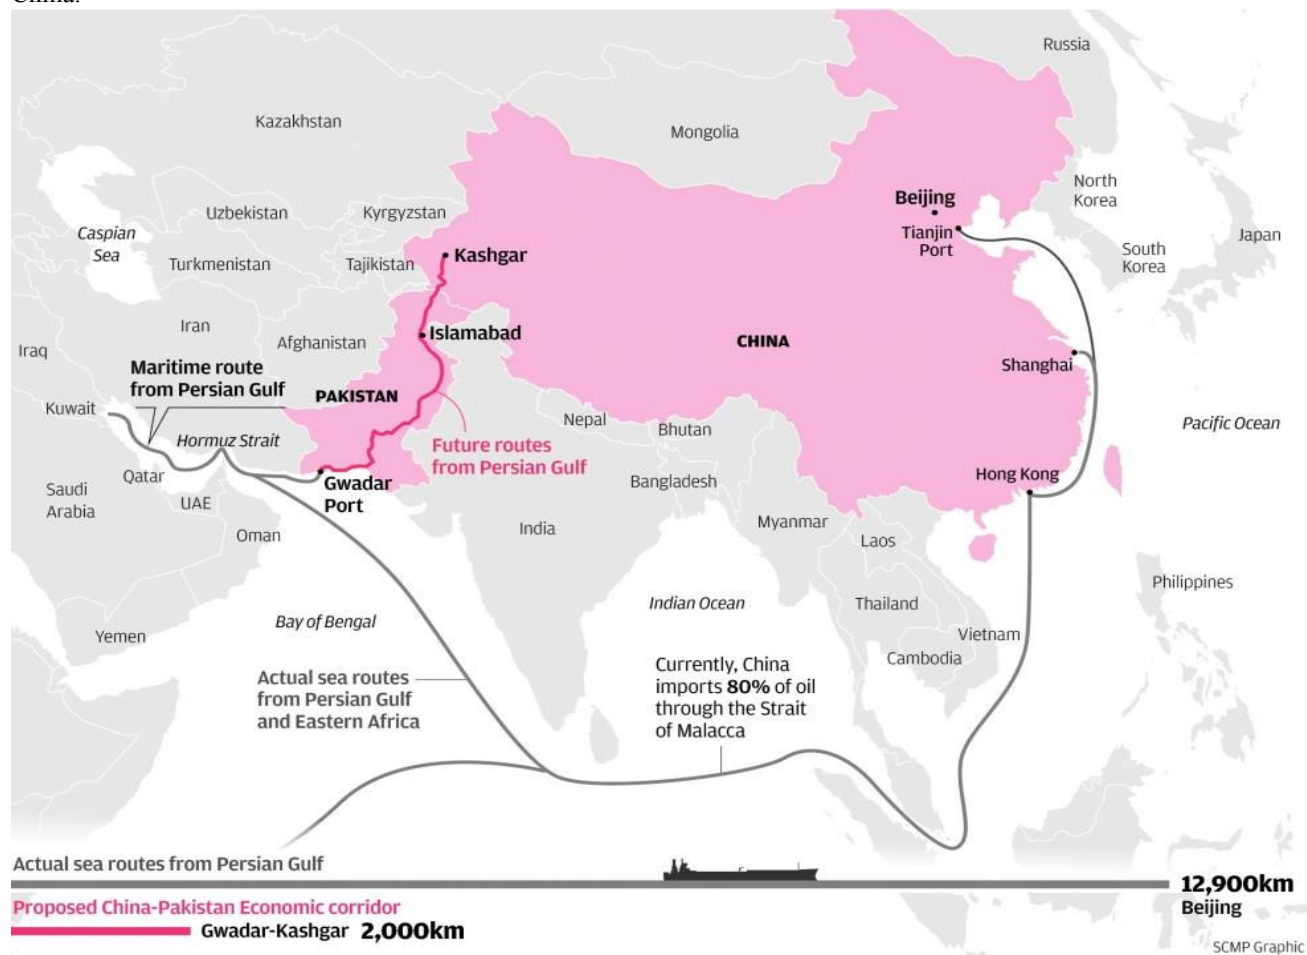 China.
Russia
Kazakhstan
Mongolia
North
Korea
Beijing
Uzbekistan
Kyrgyzstan
Caspian
Sea
Tianjin
Port
Japan
South
Korea
Kashgar
Turkmenistan
Tajikistan
Iran
Islamabad
Afghanistan
CHINA
Iraq
Shanghai
Maritime route
from Persian Gulf
PAKISTAN
Kuwait
Nepal
Bhutan
Pacific Ocean
Hormuz Strait
Future routes
from Persian Gulf
Qatar
Gwadar
Port
Bangladesh
Hong Kong
Saudi
Arabia
UAE
Oman
India
Myanmar
Laos
Philippines
Indian Ocean
Thailand
Bay of Bengal
Yemen
Vietnam
Cambodia
Currently, China
imports 80% of oil
through the Strait
of Malacca
Actual sea routes
from Persian Gulf
and Eastern Africa
Actual sea routes from Persian Gulf
12,900km
Beijing
Proposed China-Pakistan Economic corridor
Gwadar-Kashgar 2,000km
SCMP Graphic